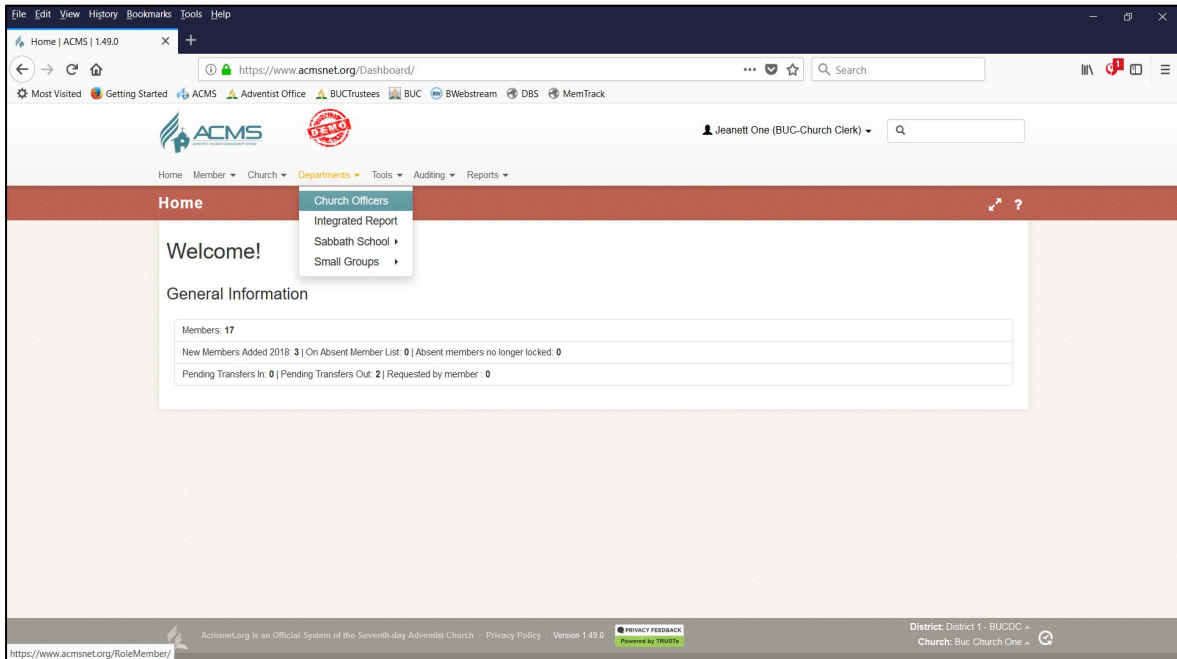 File Edit View History Bookmarks Tools Help
Home | ACMS | 1.49.0
https://www.acmsnet.org/Dashboard/
Search
1
Most Visited Getting Started ACMS Adventist Office BUCTrustees BUC BWebstream DBS MemTrack
ACMS
ADVENTIST CHURCH MANAGEMENT SYSTEM
DEMO
Jeanett One (BUC-Church Clerk)
Home Member Church Departments Tools Auditing Reports
Home
?
Church Officers
Integrated Report
Sabbath School
Small Groups
Welcome!
General Information
Members: 17
New Members Added 2018: 3 | On Absent Member List: 0 | Absent members no longer locked: 0
Pending Transfers In: 0 | Pending Transfers Out: 2 | Requested by member : 0
Acmsnet.org is an Official System of the Seventh-day Adventist Church - Privacy Policy - Version 1.49.0
PRIVACY FEEDBACK
Powered by TRUSTe
District: District 1 - BUCDC
Church: Buc Church One
https://www.acmsnet.org/RoleMember/